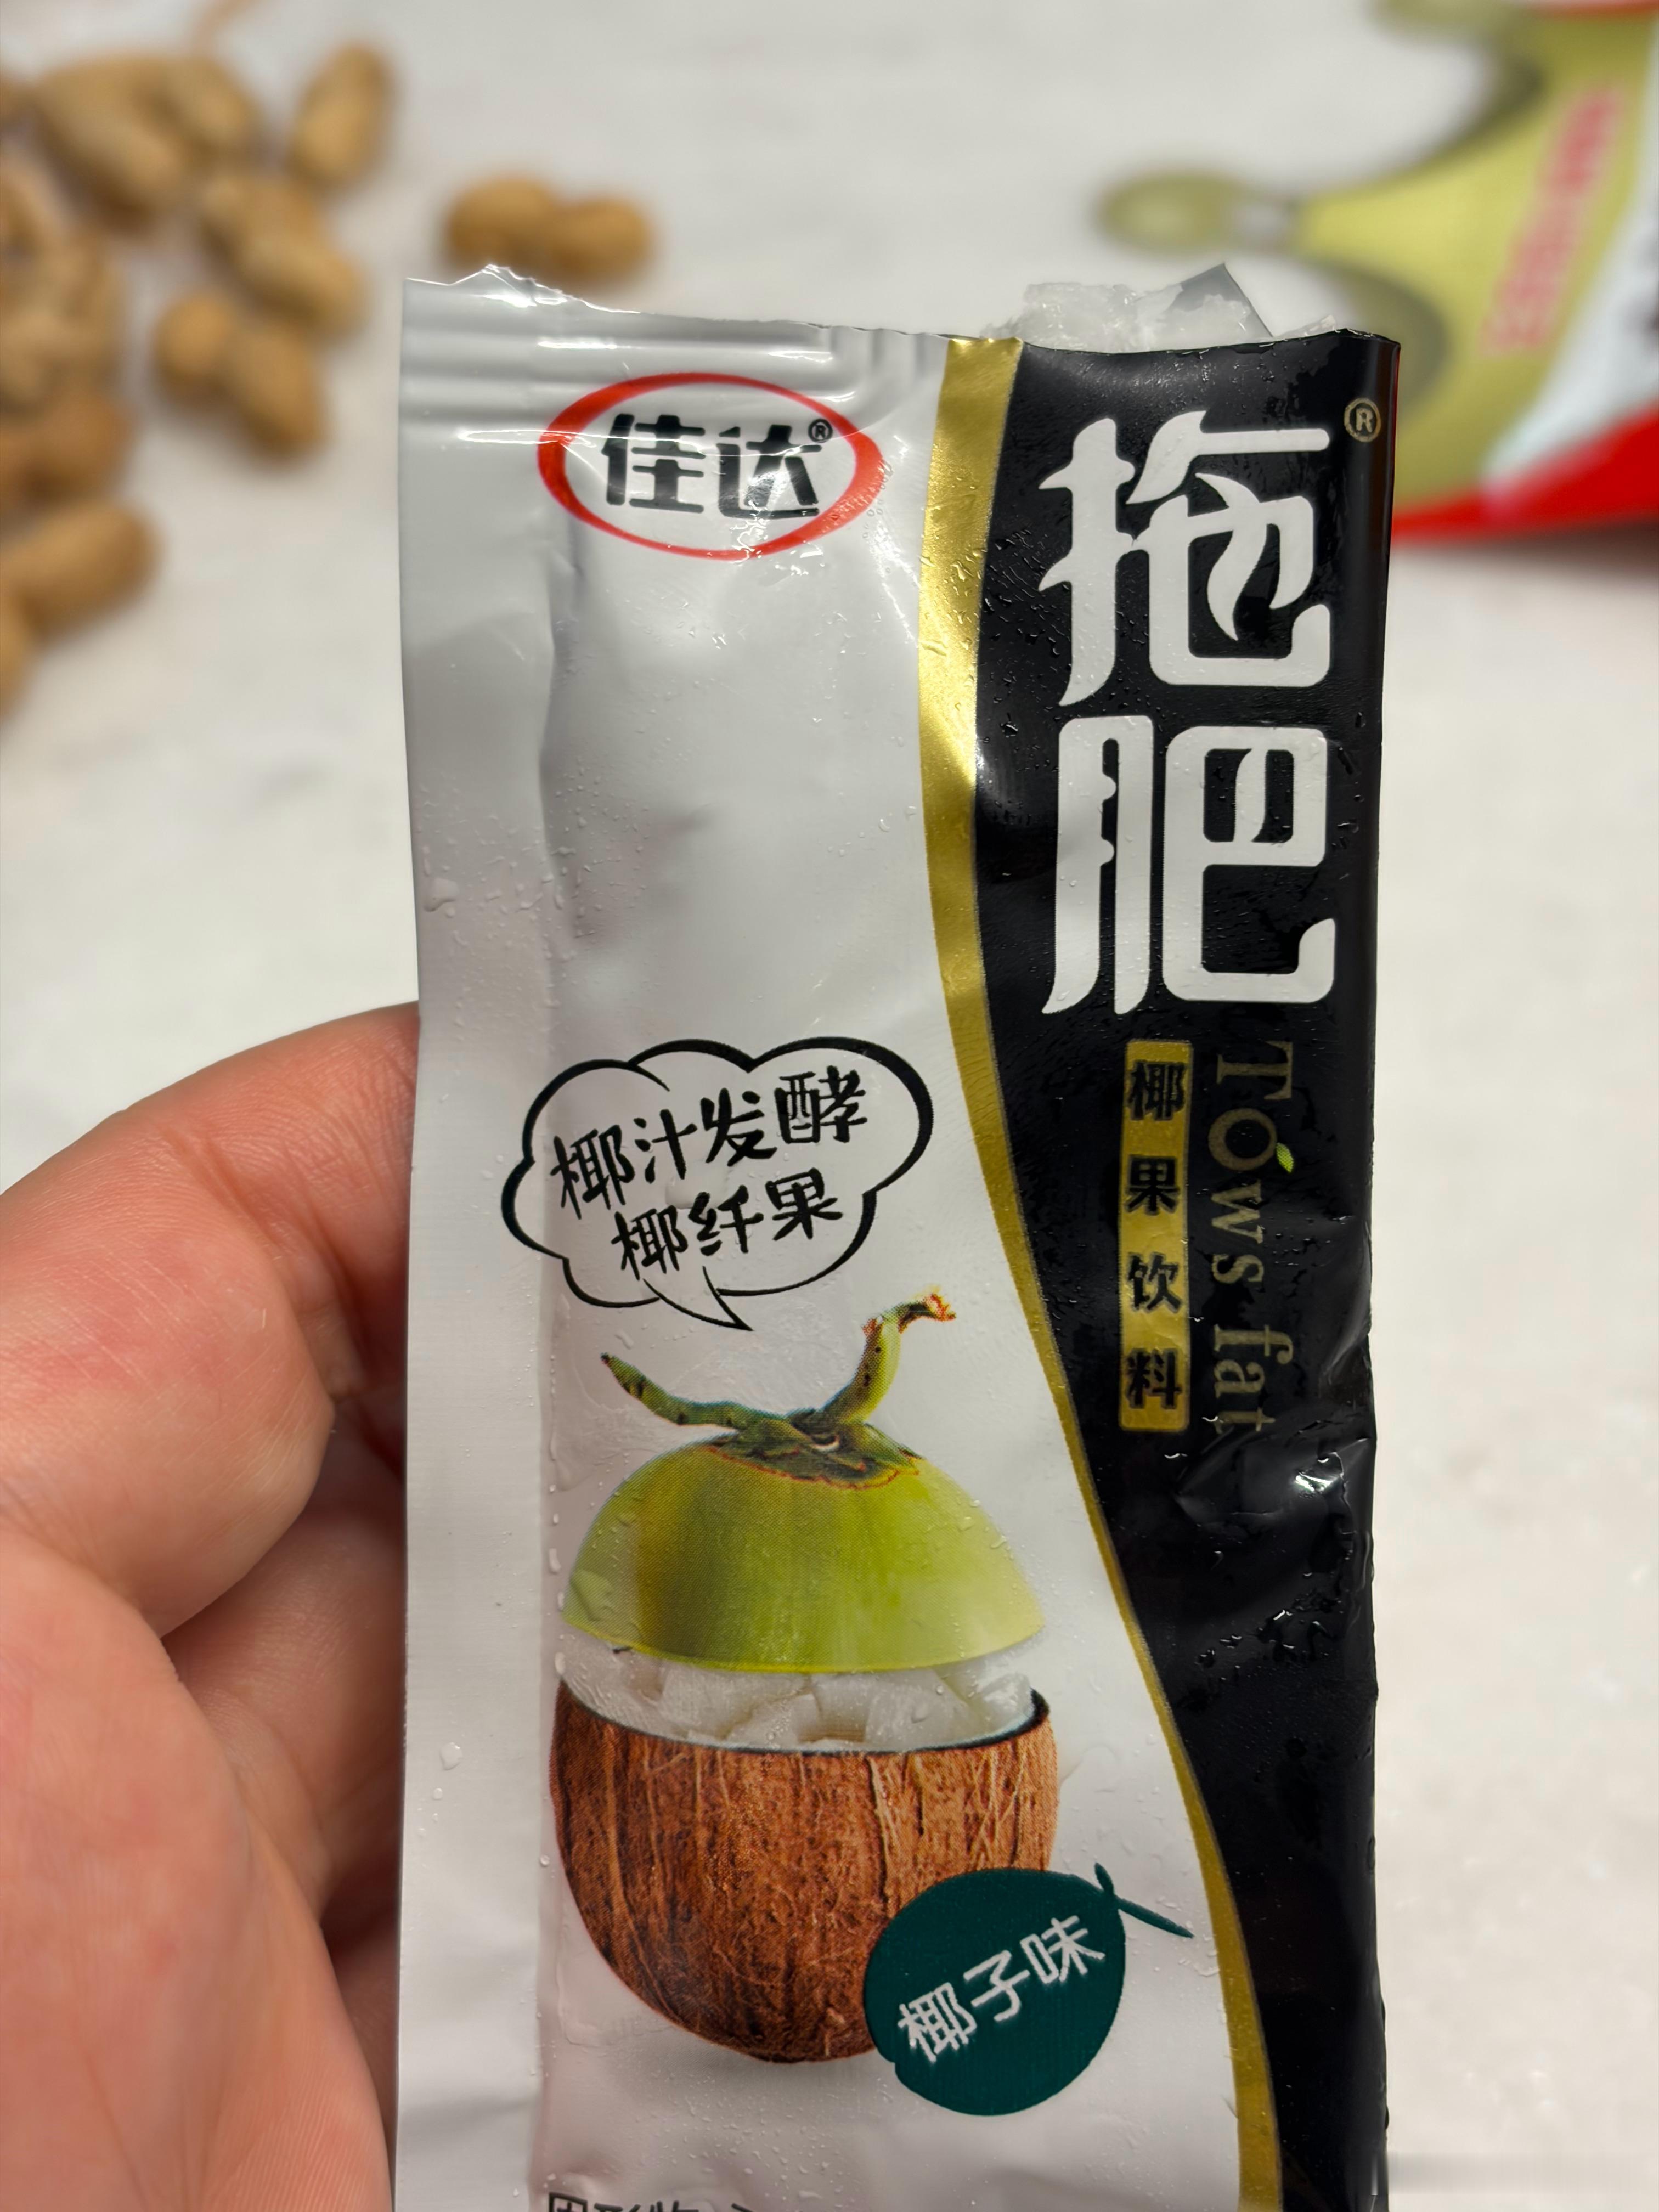 佳达®
拖肥®
Tows fat
椰果饮料
椰汁发酵
椰纤果
椰子味